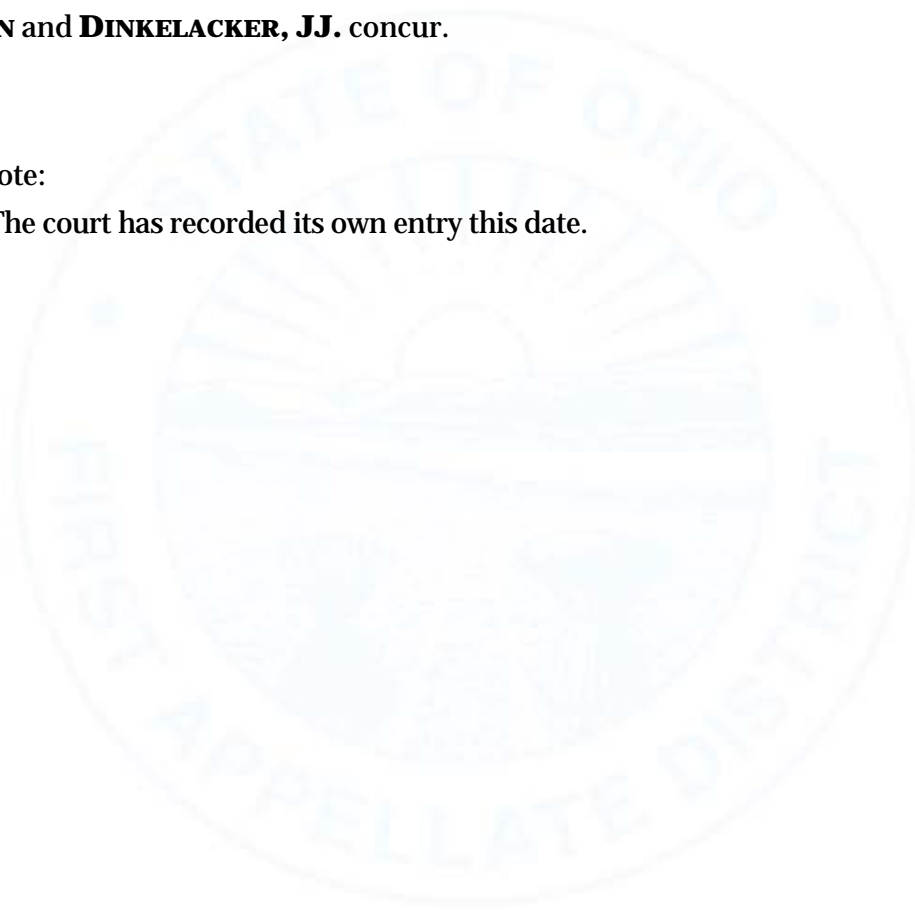 N and DINKELACKER, JJ. concur.
ote:
The court has recorded its own entry this date.
STATE OF OHIO
FIRST APPELLATE DISTRICT